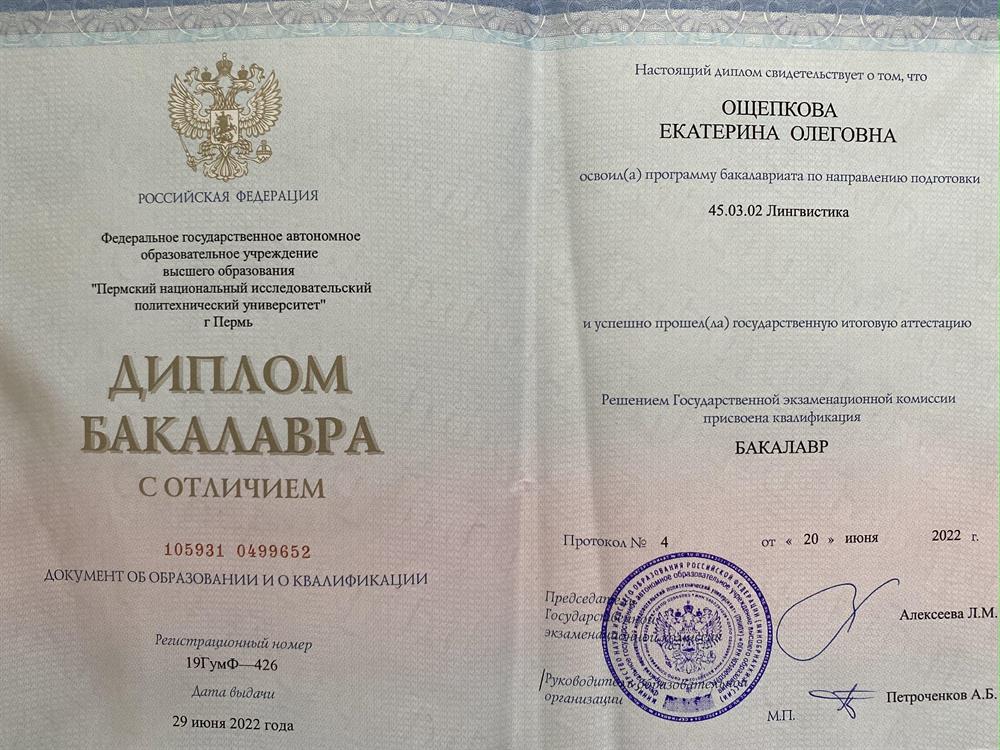 РОССИЙСКАЯ ФЕДЕРАЦИЯ
Федеральное государственное автономное
образовательное учреждение
высшего образования
"Пермский национальный исследовательский
политехнический университет"
г Пермь
ДИПЛОМ
БАКАЛАВРА
С ОТЛИЧИЕМ
105931 0499652
ДОКУМЕНТ ОБ ОБРАЗОВАНИИ И О КВАЛИФИКАЦИИ
Регистрационный номер
19ГумФ—426
Дата выдачи
29 июня 2022 года
Настоящий диплом свидетельствует о том, что
ОЩЕПКОВА
ЕКАТЕРИНА ОЛЕГОВНА
освоил(а) программу бакалавриата по направлению подготовки
45.03.02 Лингвистика
и успешно прошел(ла) государственную итоговую аттестацию
Решением Государственной экзаменационной комиссии
присвоена квалификация
БАКАЛАВР
Протокол № 4 от « 20 » июня 2022 г.
Председатель
Государственной
экзаменационной комиссии
Алексеева Л.М.
Руководитель образовательной
организации
Петроченков А.Б.
М.П.